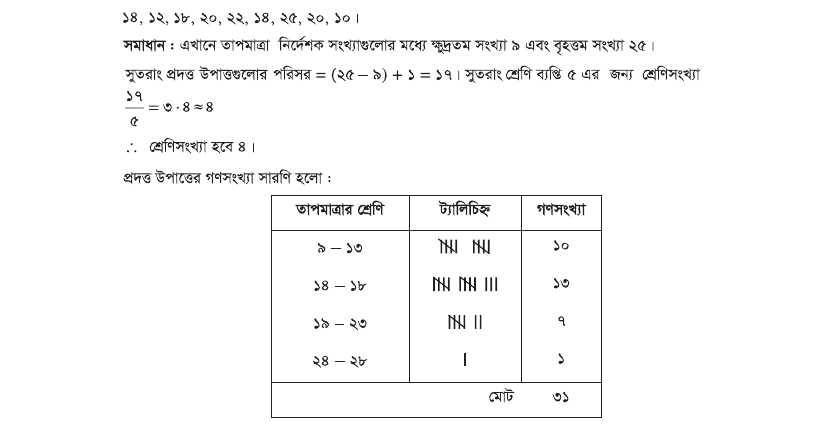 ১৪, ১২, ১৮, ২০, ২২, ১৪, ২৫, ২০, ১০।
সমাধান : এখানে তাপমাত্রা নির্দেশক সংখ্যাগুলোর মধ্যে ক্ষুদ্রতম সংখ্যা ৯ এবং বৃহত্তম সংখ্যা ২৫।
সুতরাং প্রদত্ত উপাত্তগুলোর পরিসর = (২৫ – ৯) + ১ = ১৭। সুতরাং শ্রেণি ব্যপ্তি ৫ এর জন্য শ্রেণিসংখ্যা
১৭/৫ = ৩·৪ ≈ ৪
∴ শ্রেণিসংখ্যা হবে ৪।
প্রদত্ত উপাত্তের গণসংখ্যা সারণি হলো :
তাপমাত্রার শ্রেণি ট্যালিচিহ্ন গণসংখ্যা
৯ – ১৩ 𝍸 𝍸 ১০
১৪ – ১৮ 𝍸 𝍸 III ১৩
১৯ – ২৩ 𝍸 II ৭
২৪ – ২৮ I ১
মোট ৩১